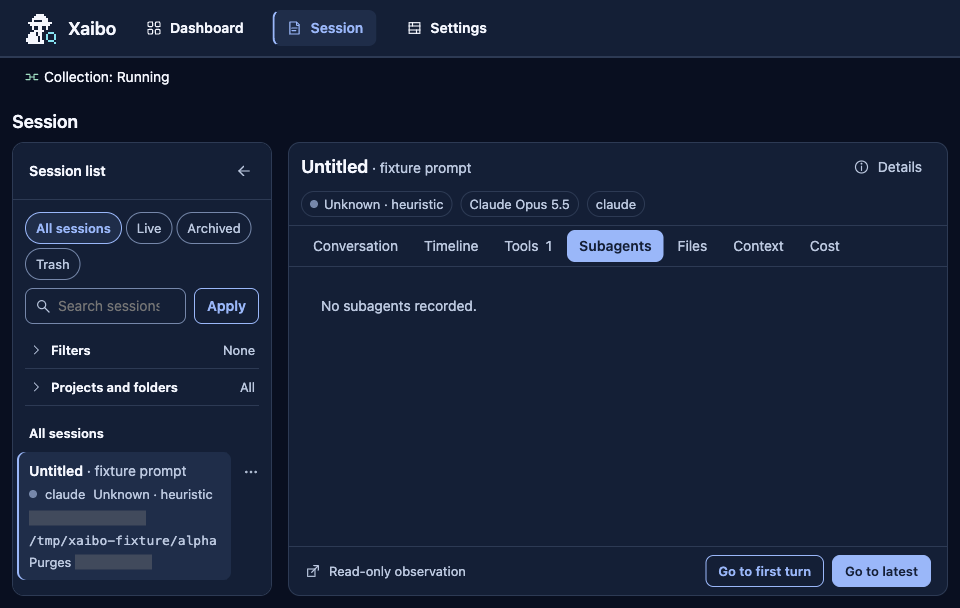 Xaibo Dashboard Session Settings
Collection: Running
Session
Session list
All sessions Live Archived
Trash
Search sessions Apply
Filters None
Projects and folders All
All sessions
Untitled · fixture prompt
claude Unknown · heuristic
/tmp/xaibo-fixture/alpha
Purges
Untitled · fixture prompt Details
Unknown · heuristic Claude Opus 5.5 claude
Conversation Timeline Tools 1 Subagents Files Context Cost
No subagents recorded.
Read-only observation Go to first turn Go to latest